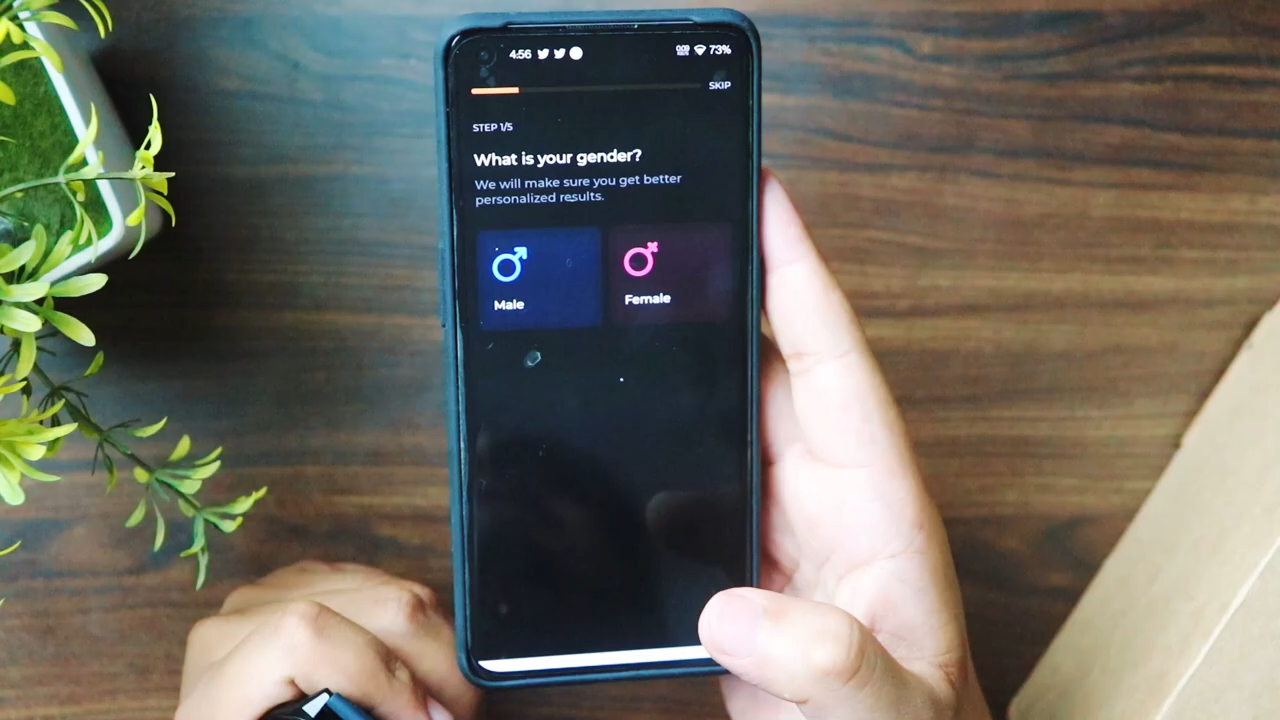 4:56 73%
SKIP
STEP 1/5
What is your gender?
We will make sure you get better
personalized results.
Male Female